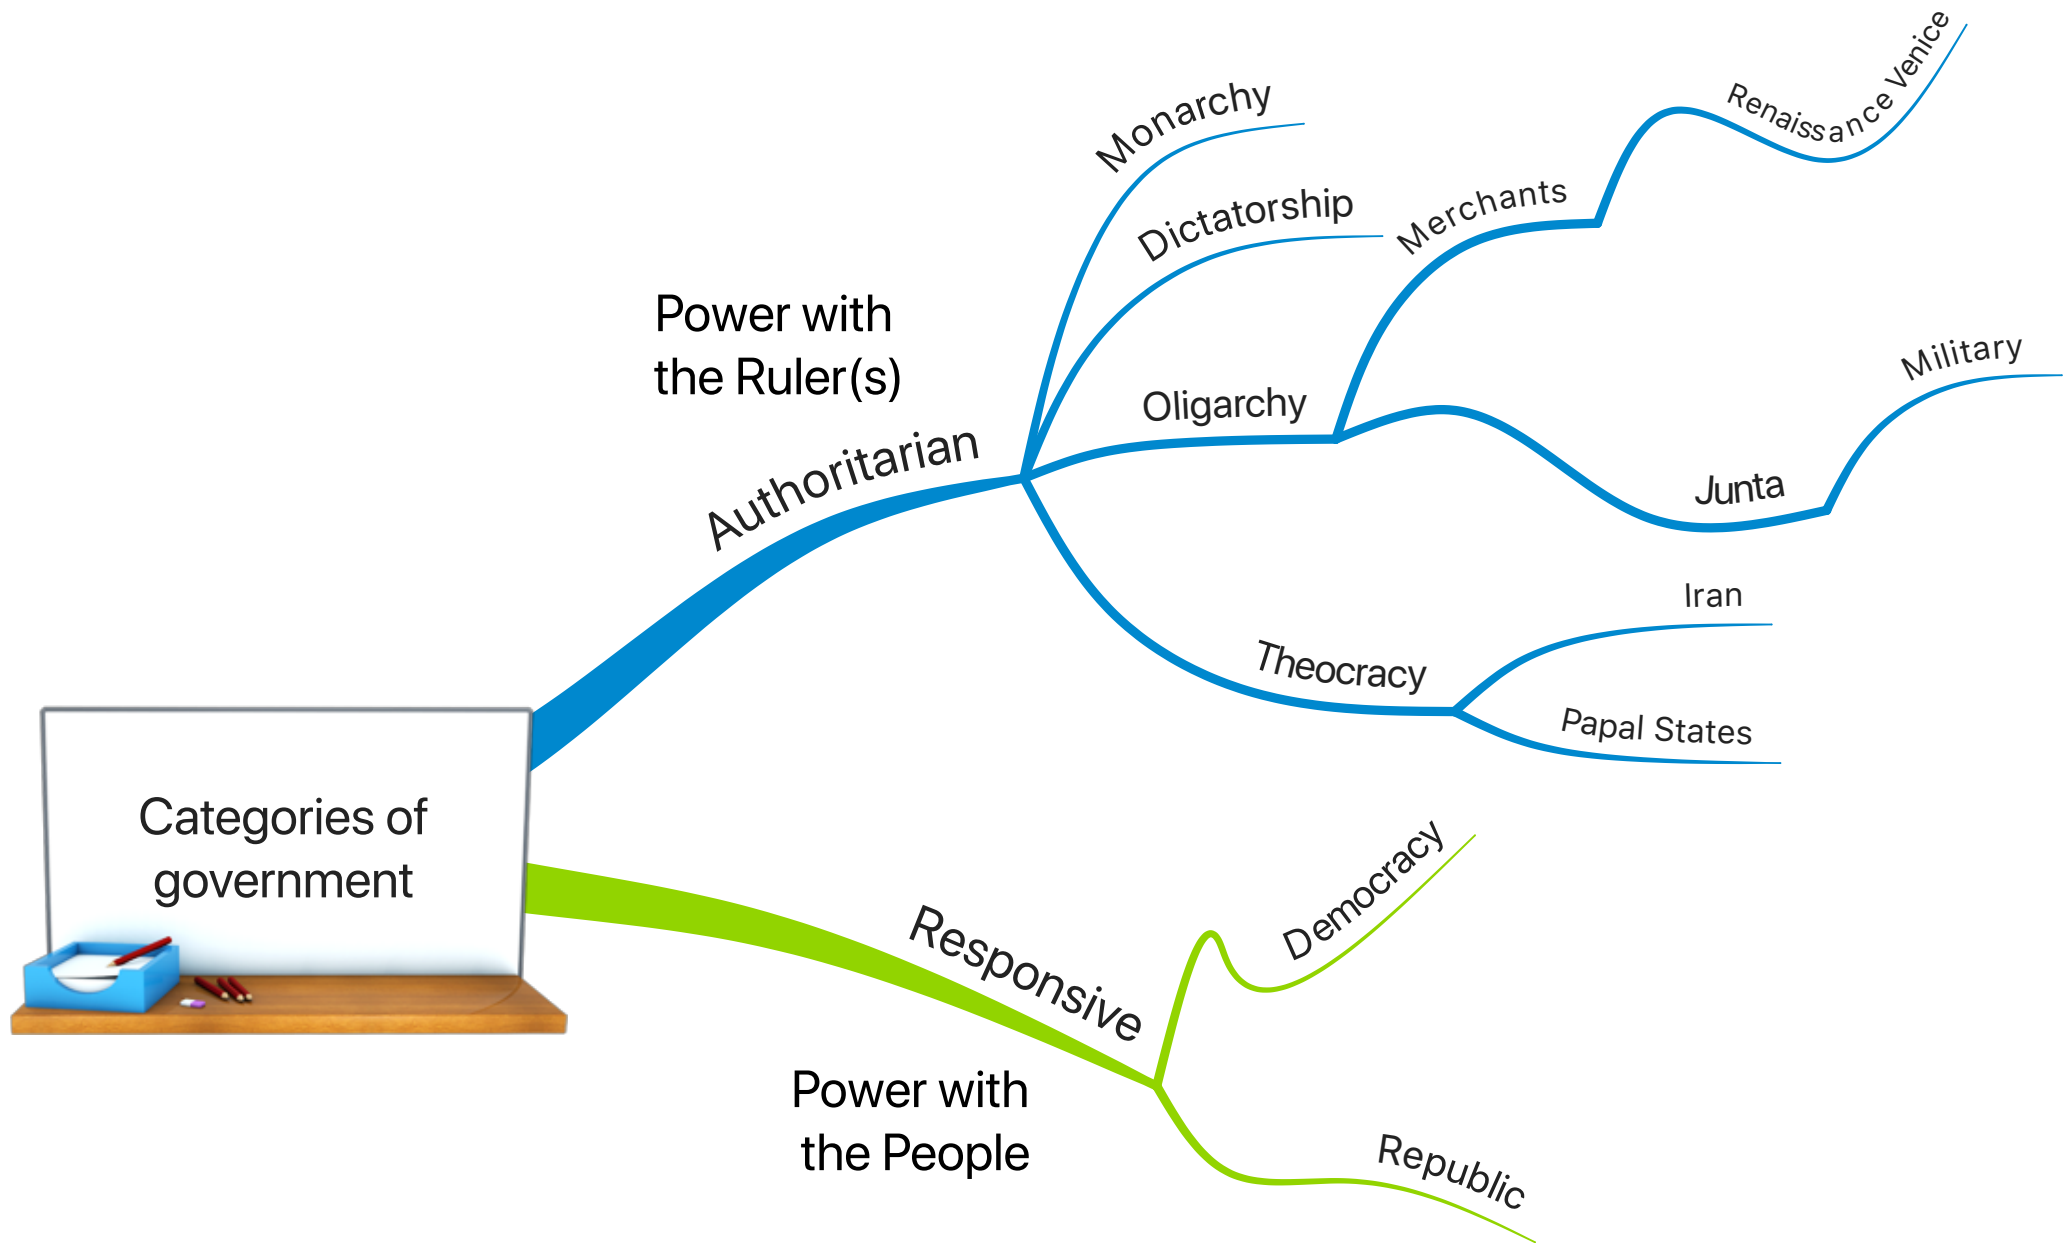 Categories of
government
Power with
the Ruler(s)
Authoritarian
Monarchy
Dictatorship
Oligarchy
Merchants
Renaissance Venice
Junta
Military
Theocracy
Iran
Papal States
Responsive
Power with
the People
Democracy
Republic